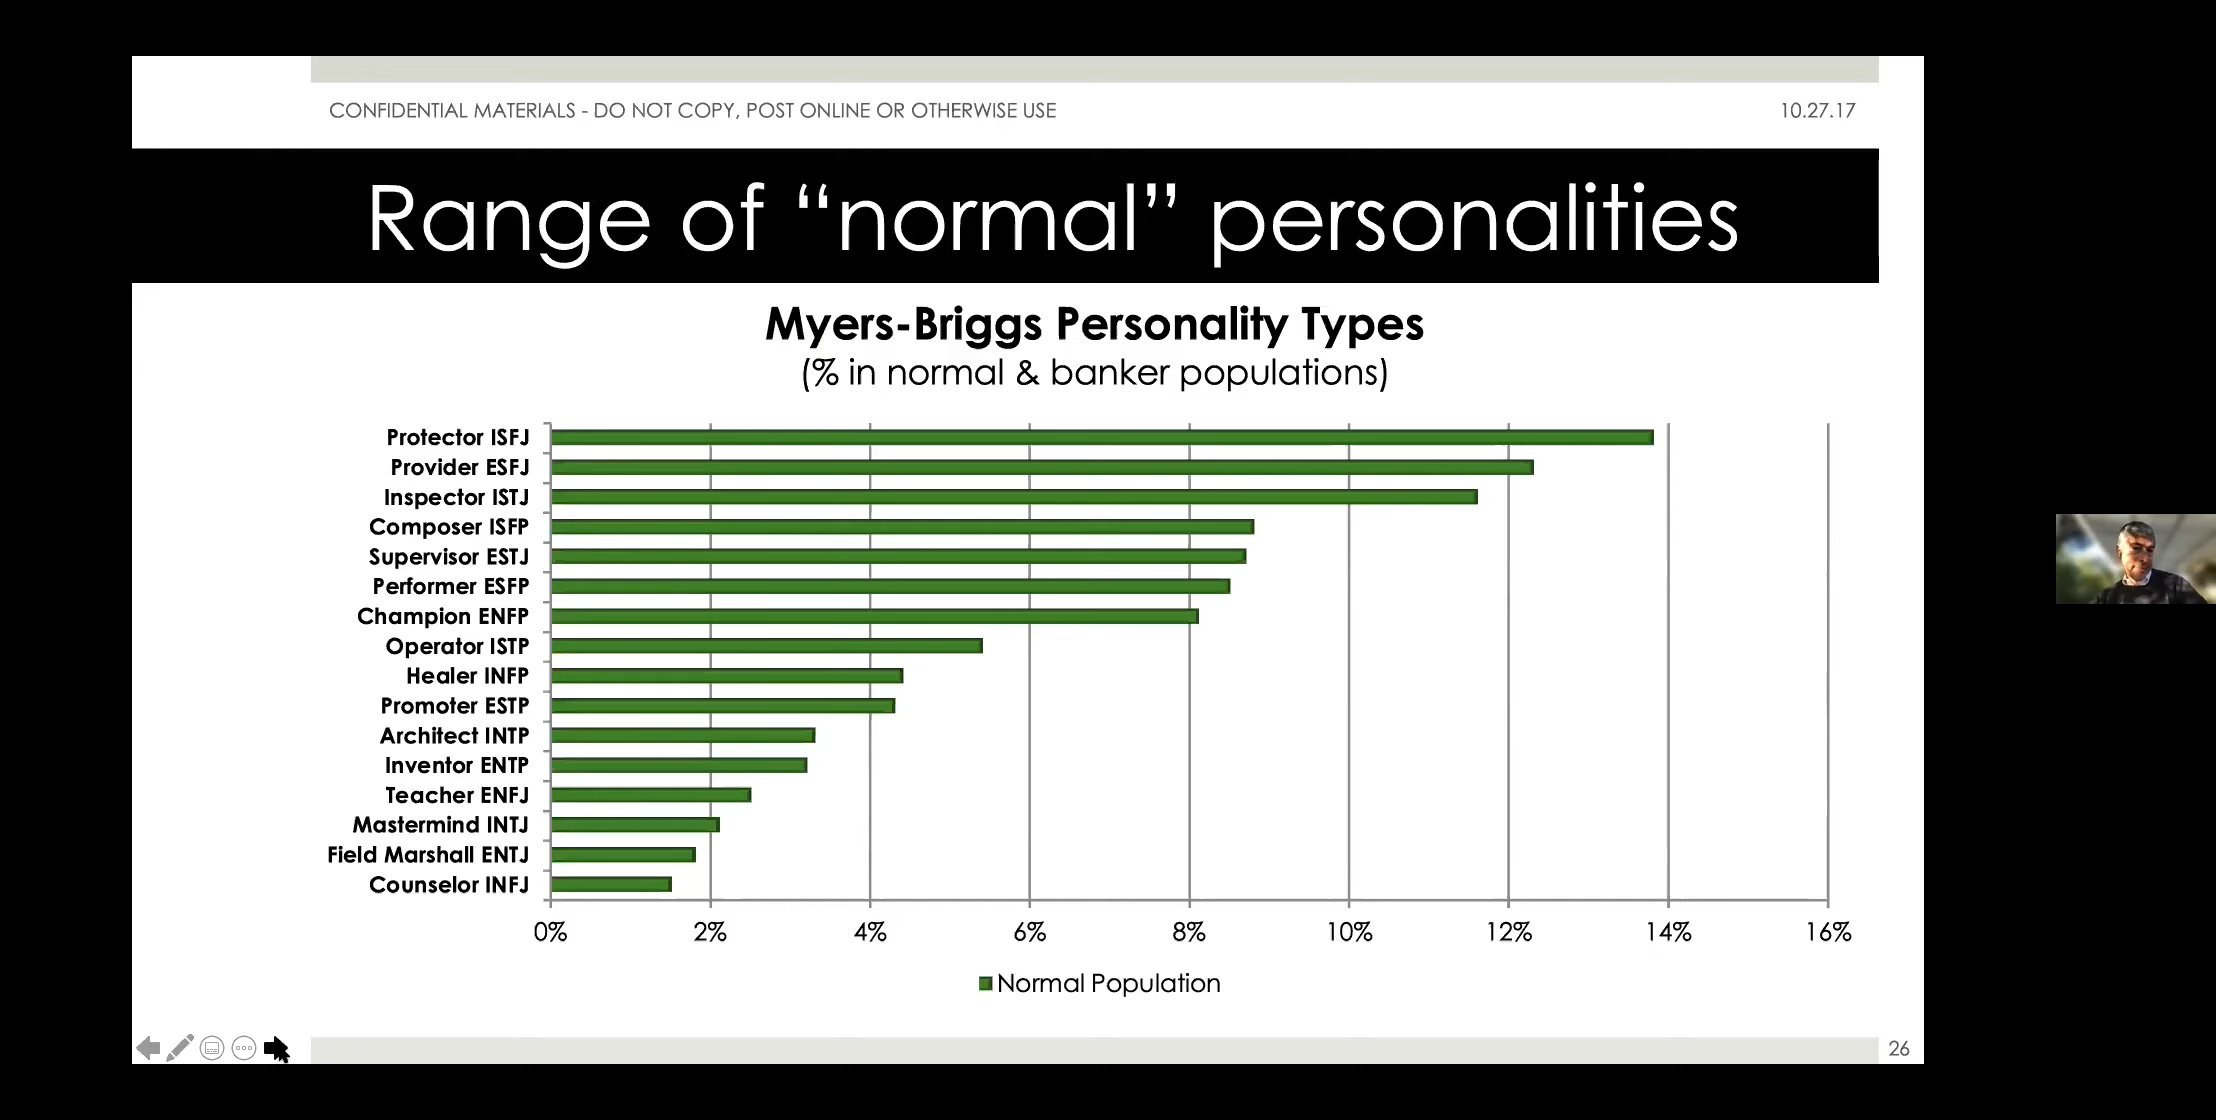 CONFIDENTIAL MATERIALS - DO NOT COPY, POST ONLINE OR OTHERWISE USE
10.27.17
Range of “normal” personalities
Myers-Briggs Personality Types
(% in normal & banker populations)
Protector ISFJ
Provider ESFJ
Inspector ISTJ
Composer ISFP
Supervisor ESTJ
Performer ESFP
Champion ENFP
Operator ISTP
Healer INFP
Promoter ESTP
Architect INTP
Inventor ENTP
Teacher ENFJ
Mastermind INTJ
Field Marshall ENTJ
Counselor INFJ
0% 2% 4% 6% 8% 10% 12% 14% 16%
Normal Population
26